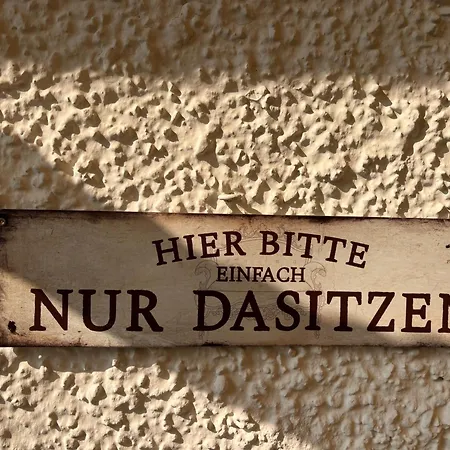 HIER BITTE
EINFACH
NUR DASITZEN